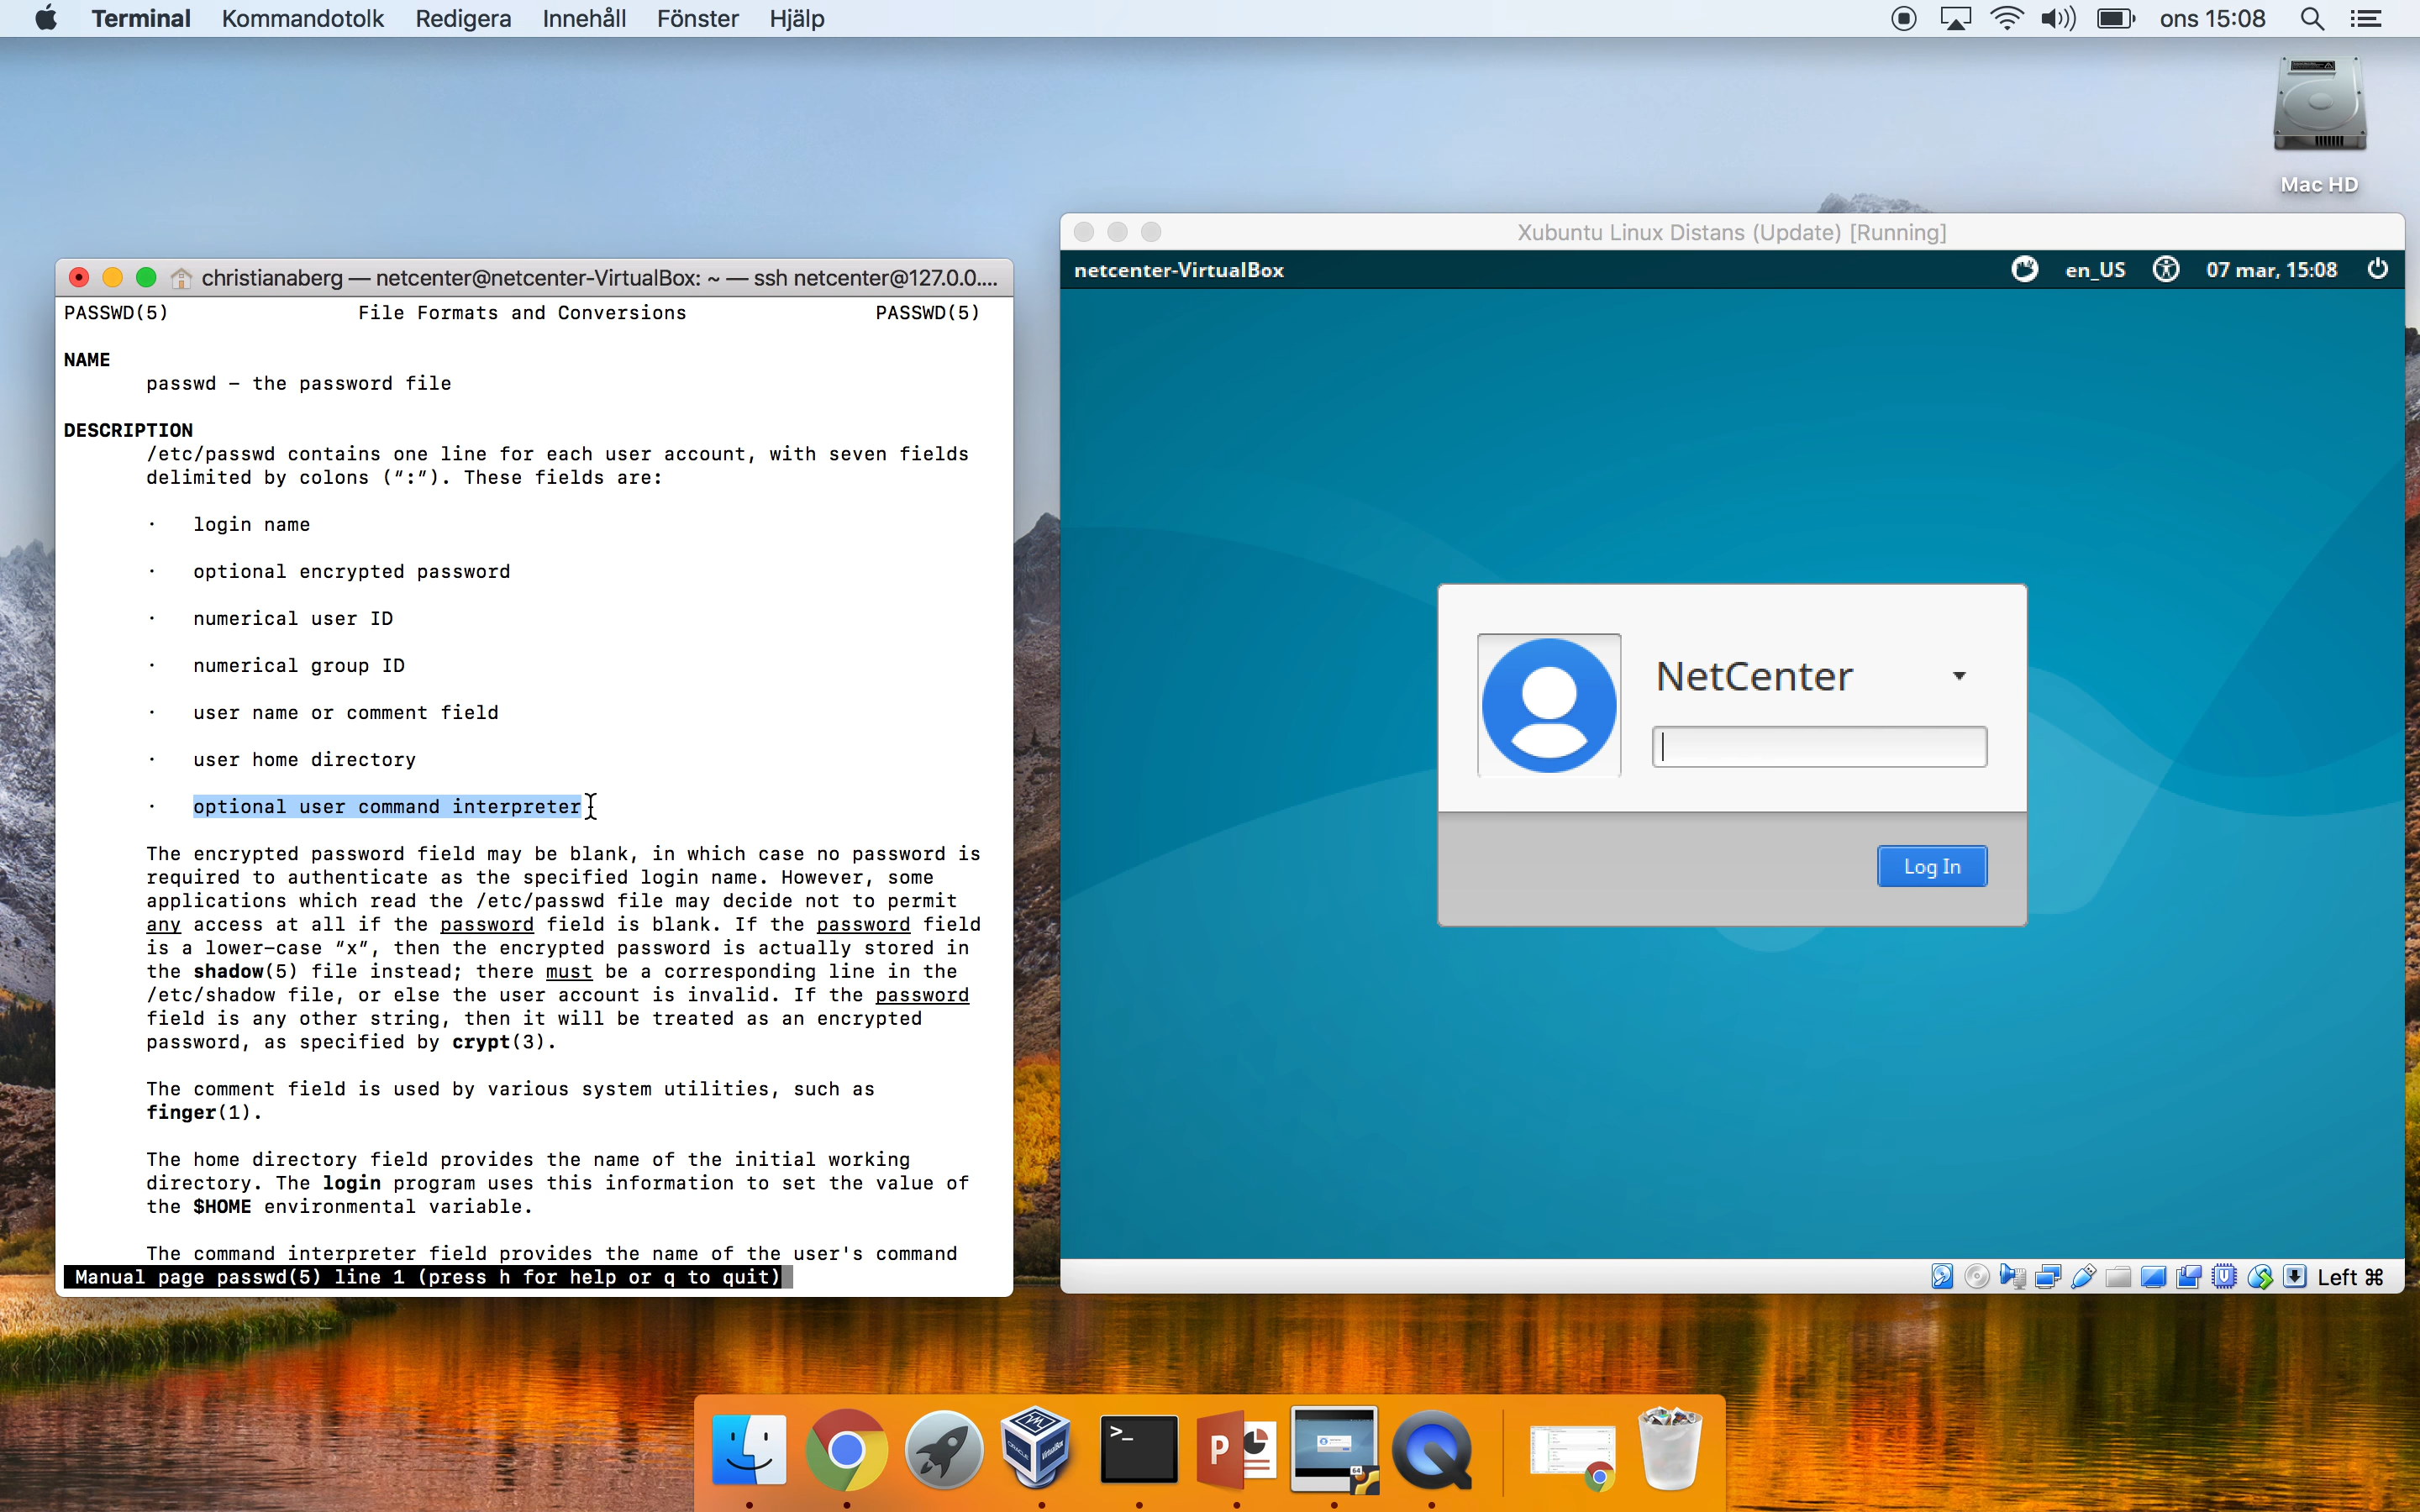 Terminal Kommandotolk Redigera Innehåll Fönster Hjälp ons 15:08
Mac HD
christianaberg — netcenter@netcenter-VirtualBox: ~ — ssh netcenter@127.0.0....
PASSWD(5) File Formats and Conversions PASSWD(5)
NAME
passwd - the password file
DESCRIPTION
/etc/passwd contains one line for each user account, with seven fields
delimited by colons (“:”). These fields are:
· login name
· optional encrypted password
· numerical user ID
· numerical group ID
· user name or comment field
· user home directory
· optional user command interpreter
The encrypted password field may be blank, in which case no password is
required to authenticate as the specified login name. However, some
applications which read the /etc/passwd file may decide not to permit
any access at all if the password field is blank. If the password field
is a lower-case “x”, then the encrypted password is actually stored in
the shadow(5) file instead; there must be a corresponding line in the
/etc/shadow file, or else the user account is invalid. If the password
field is any other string, then it will be treated as an encrypted
password, as specified by crypt(3).
The comment field is used by various system utilities, such as
finger(1).
The home directory field provides the name of the initial working
directory. The login program uses this information to set the value of
the $HOME environmental variable.
The command interpreter field provides the name of the user's command
Manual page passwd(5) line 1 (press h for help or q to quit)
Xubuntu Linux Distans (Update) [Running]
netcenter-VirtualBox en_US 07 mar, 15:08
NetCenter
Log In
Left ⌘
>_
P
VirtualBox
64